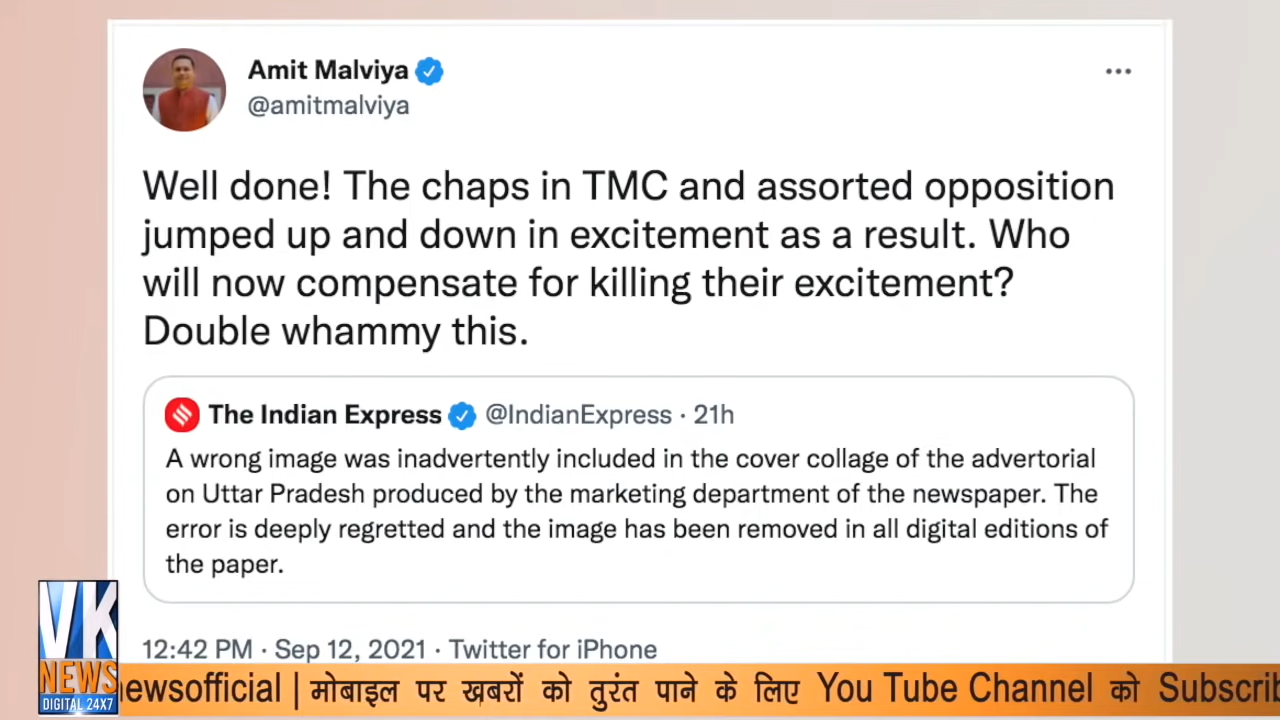 Amit Malviya
@amitmalviya
Well done! The chaps in TMC and assorted opposition
jumped up and down in excitement as a result. Who
will now compensate for killing their excitement?
Double whammy this.
The Indian Express @IndianExpress · 21h
A wrong image was inadvertently included in the cover collage of the advertorial
on Uttar Pradesh produced by the marketing department of the newspaper. The
error is deeply regretted and the image has been removed in all digital editions of
the paper.
12:42 PM · Sep 12, 2021 · Twitter for iPhone
VK
NEWS
DIGITAL 24X7
newsofficial | मोबाइल पर ख़बरों को तुरंत पाने के लिए You Tube Channel को Subscrib